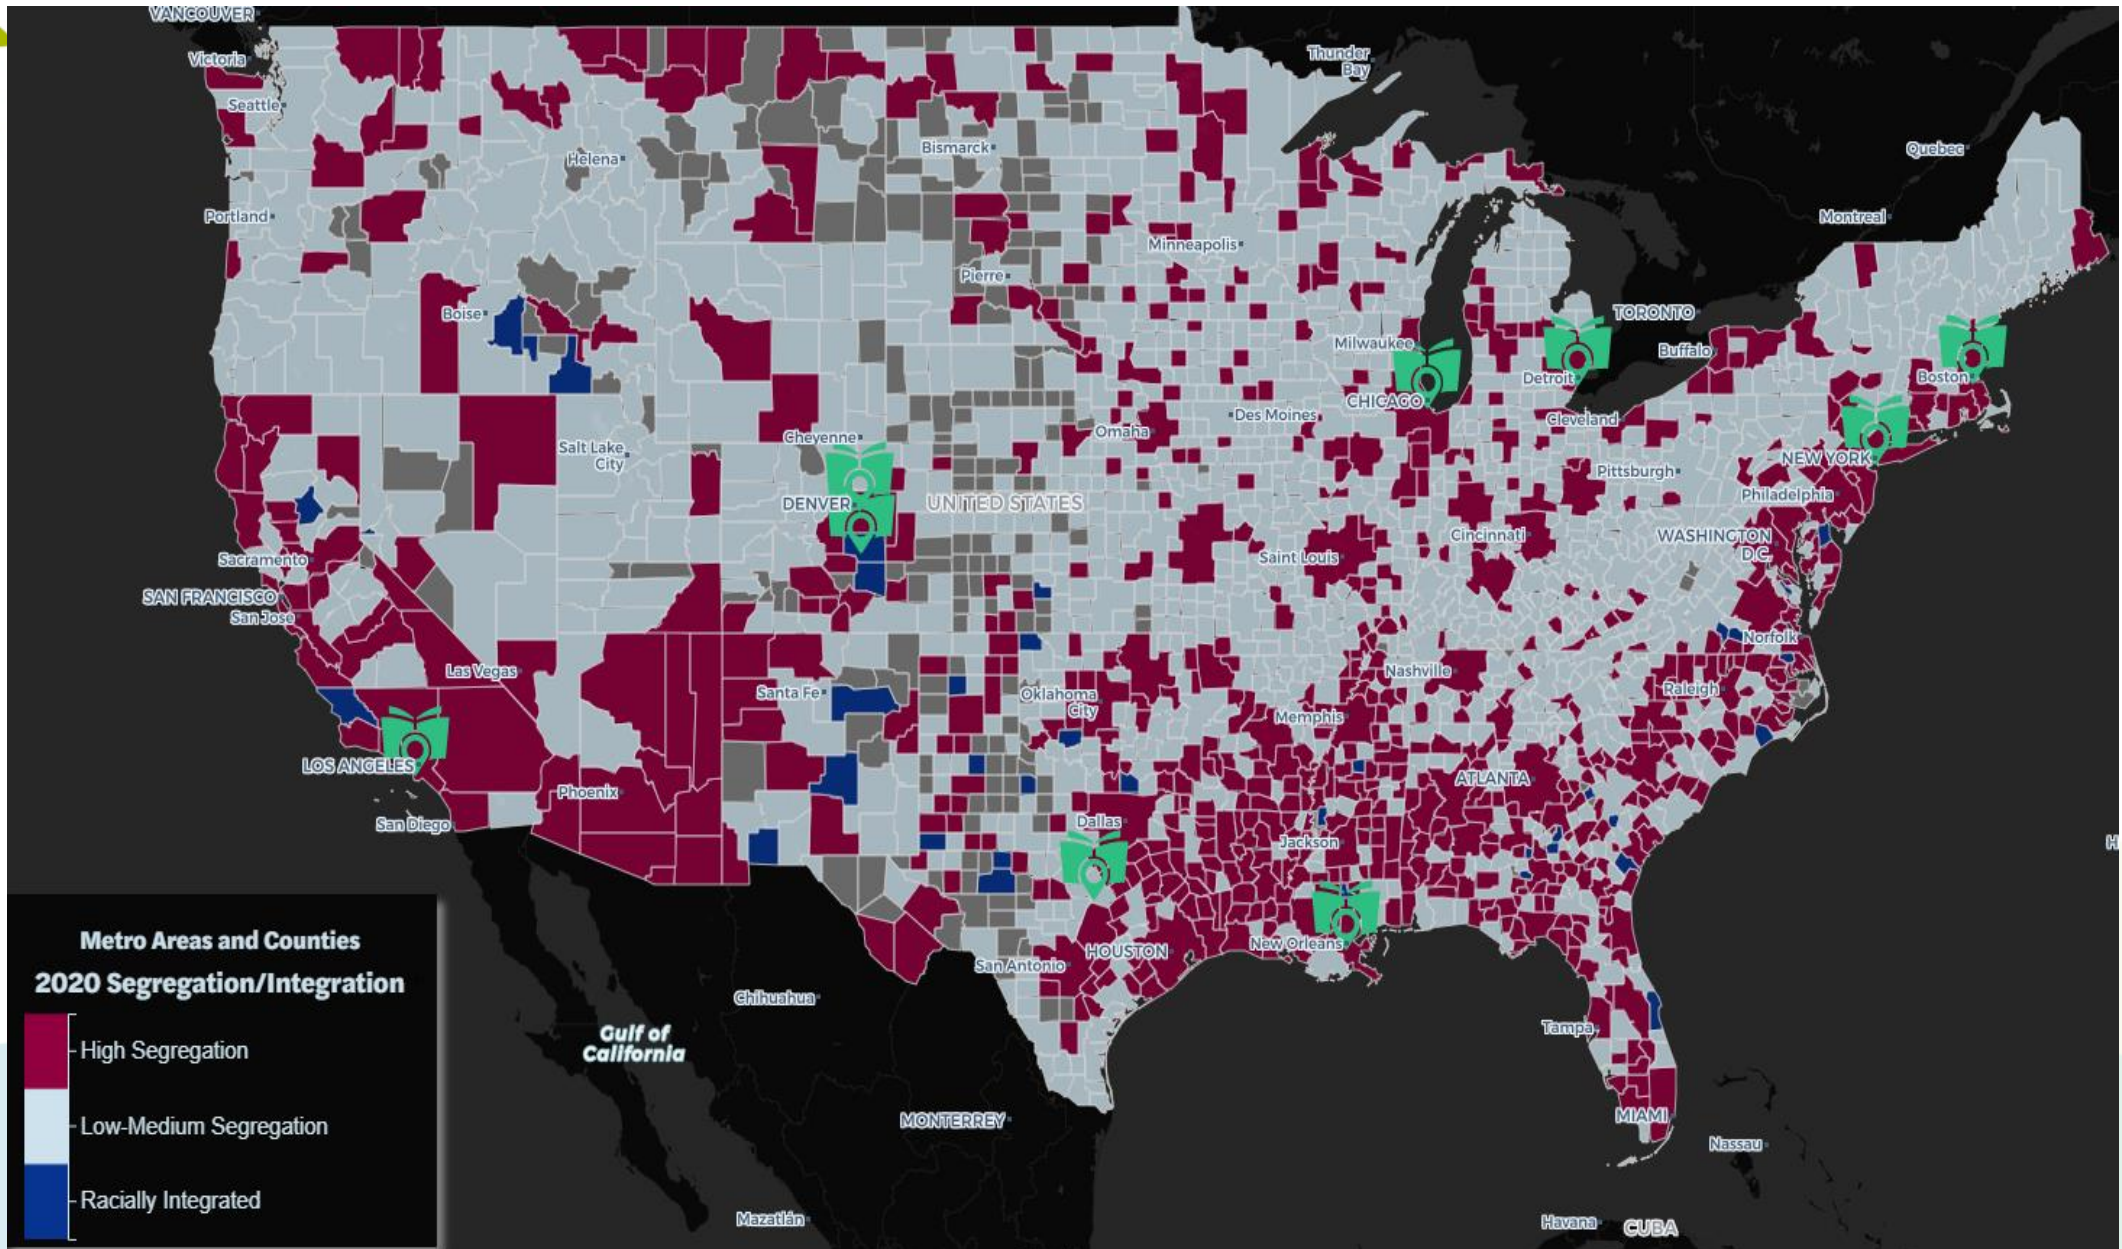 VANCOUVER
Victoria
Thunder
Bay
Seattle
Quebec
Helena
Bismarck
Portland
Montreal
Minneapolis
Pierre
Boise
TORONTO
Milwaukee
Buffalo
Detroit
Boston
CHICAGO
Des Moines
Cleveland
Omaha
Cheyenne
Salt Lake
City
NEW YORK
Pittsburgh
DENVER
UNITED STATES
Philadelphia
Cincinnati
WASHINGTON
D.C.
Saint Louis
Sacramento
SAN FRANCISCO
San Jose
Norfolk
Las Vegas
Nashville
Santa Fe
Oklahoma
City
Raleigh
Memphis
LOS ANGELES
ATLANTA
Phoenix
San Diego
Dallas
Jackson
H
New Orleans
HOUSTON
San Antonio
Chihuahua
Gulf of
California
Tampa
MIAMI
MONTERREY
Nassau
Mazatlán
Havana
CUBA
Metro Areas and Counties
2020 Segregation/Integration
High Segregation
Low-Medium Segregation
Racially Integrated